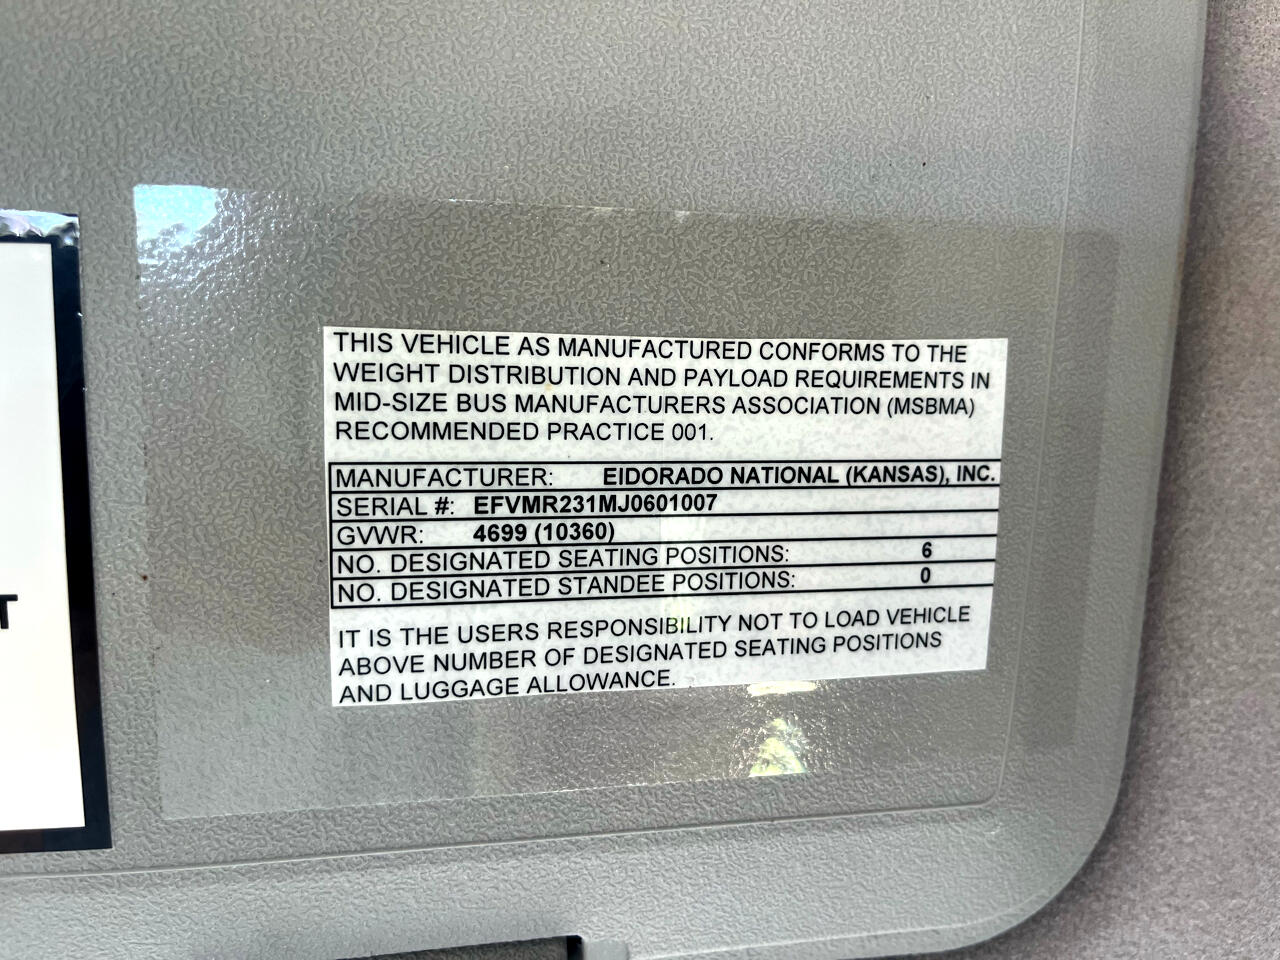 THIS VEHICLE AS MANUFACTURED CONFORMS TO THE
WEIGHT DISTRIBUTION AND PAYLOAD REQUIREMENTS IN
MID-SIZE BUS MANUFACTURERS ASSOCIATION (MSBMA)
RECOMMENDED PRACTICE 001.
MANUFACTURER: EIDORADO NATIONAL (KANSAS), INC.
SERIAL #: EFVMR231MJ0601007
GVWR: 4699 (10360)
NO. DESIGNATED SEATING POSITIONS: 6
NO. DESIGNATED STANDEE POSITIONS: 0
IT IS THE USERS RESPONSIBILITY NOT TO LOAD VEHICLE
ABOVE NUMBER OF DESIGNATED SEATING POSITIONS
AND LUGGAGE ALLOWANCE.
T